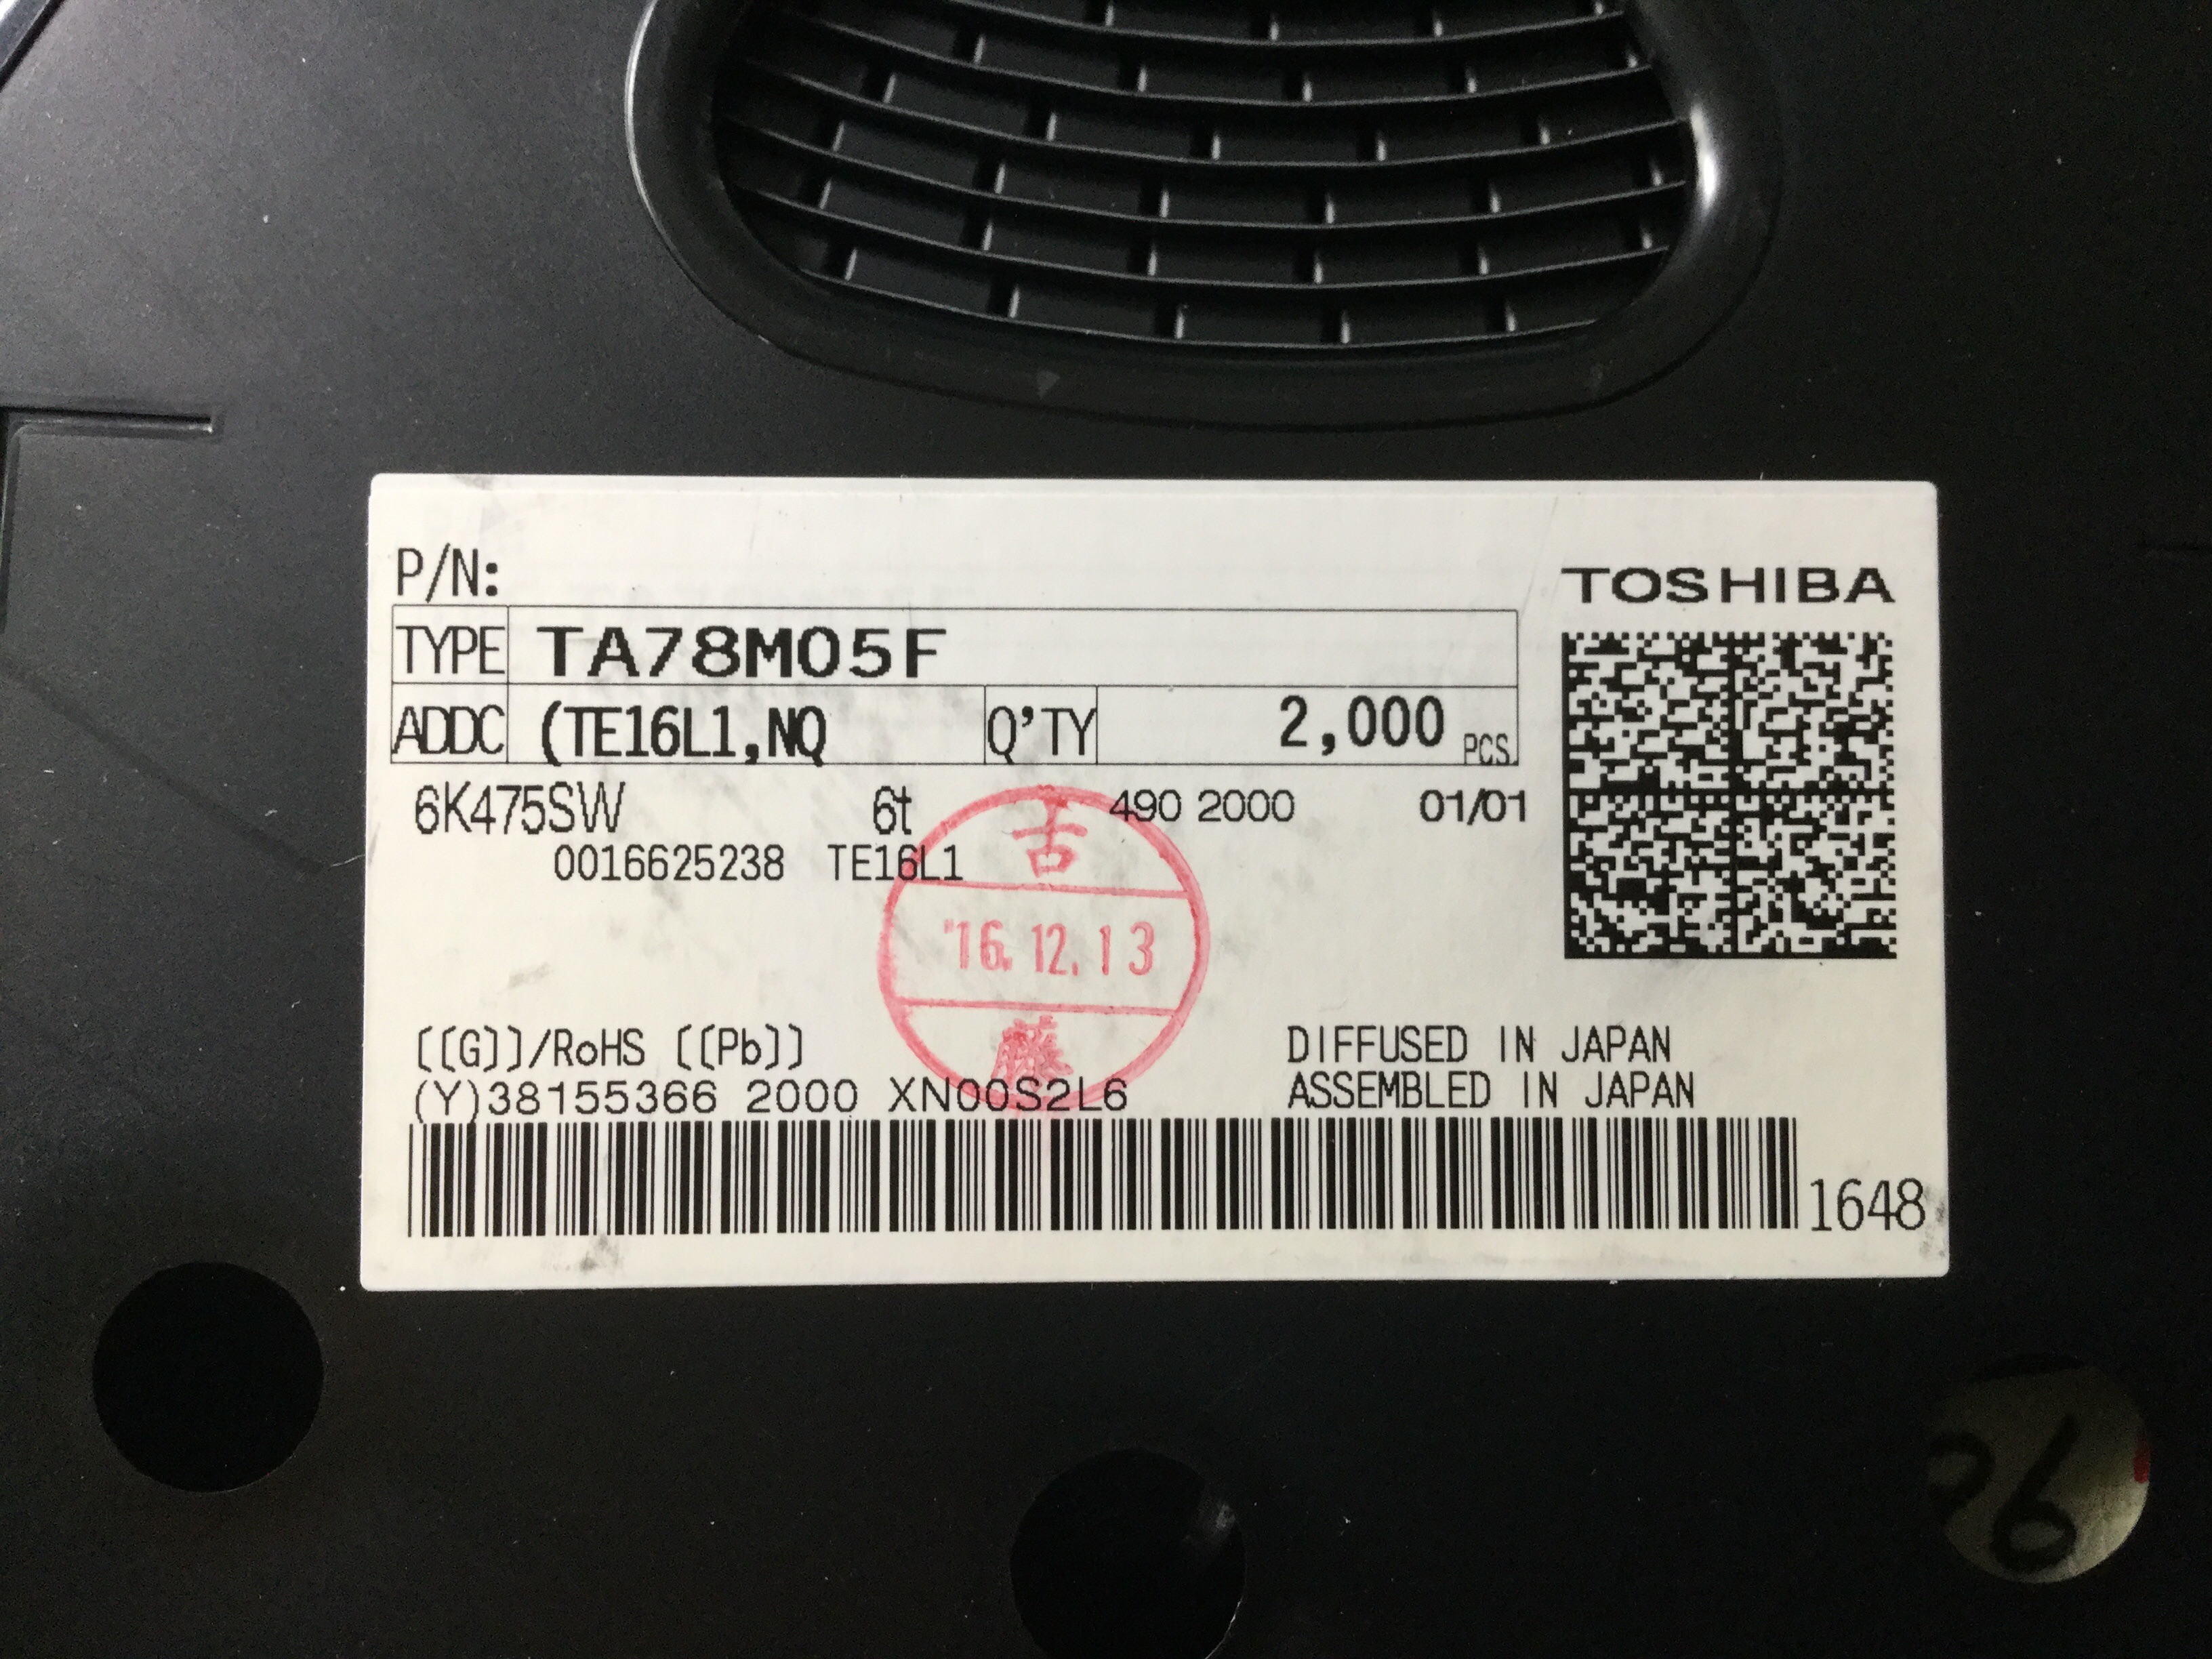 P/N:
TOSHIBA
TYPE TA78M05F
ADDC (TE16L1,NQ Q'TY 2,000 PCS.
6K475SW 6t 490 2000 01/01
0016625238 TE16L1
吉
'16.12.13
藤
[[G]]/RoHS [[Pb]]
DIFFUSED IN JAPAN
(Y)38155366 2000 XN00S2L6
ASSEMBLED IN JAPAN
1648